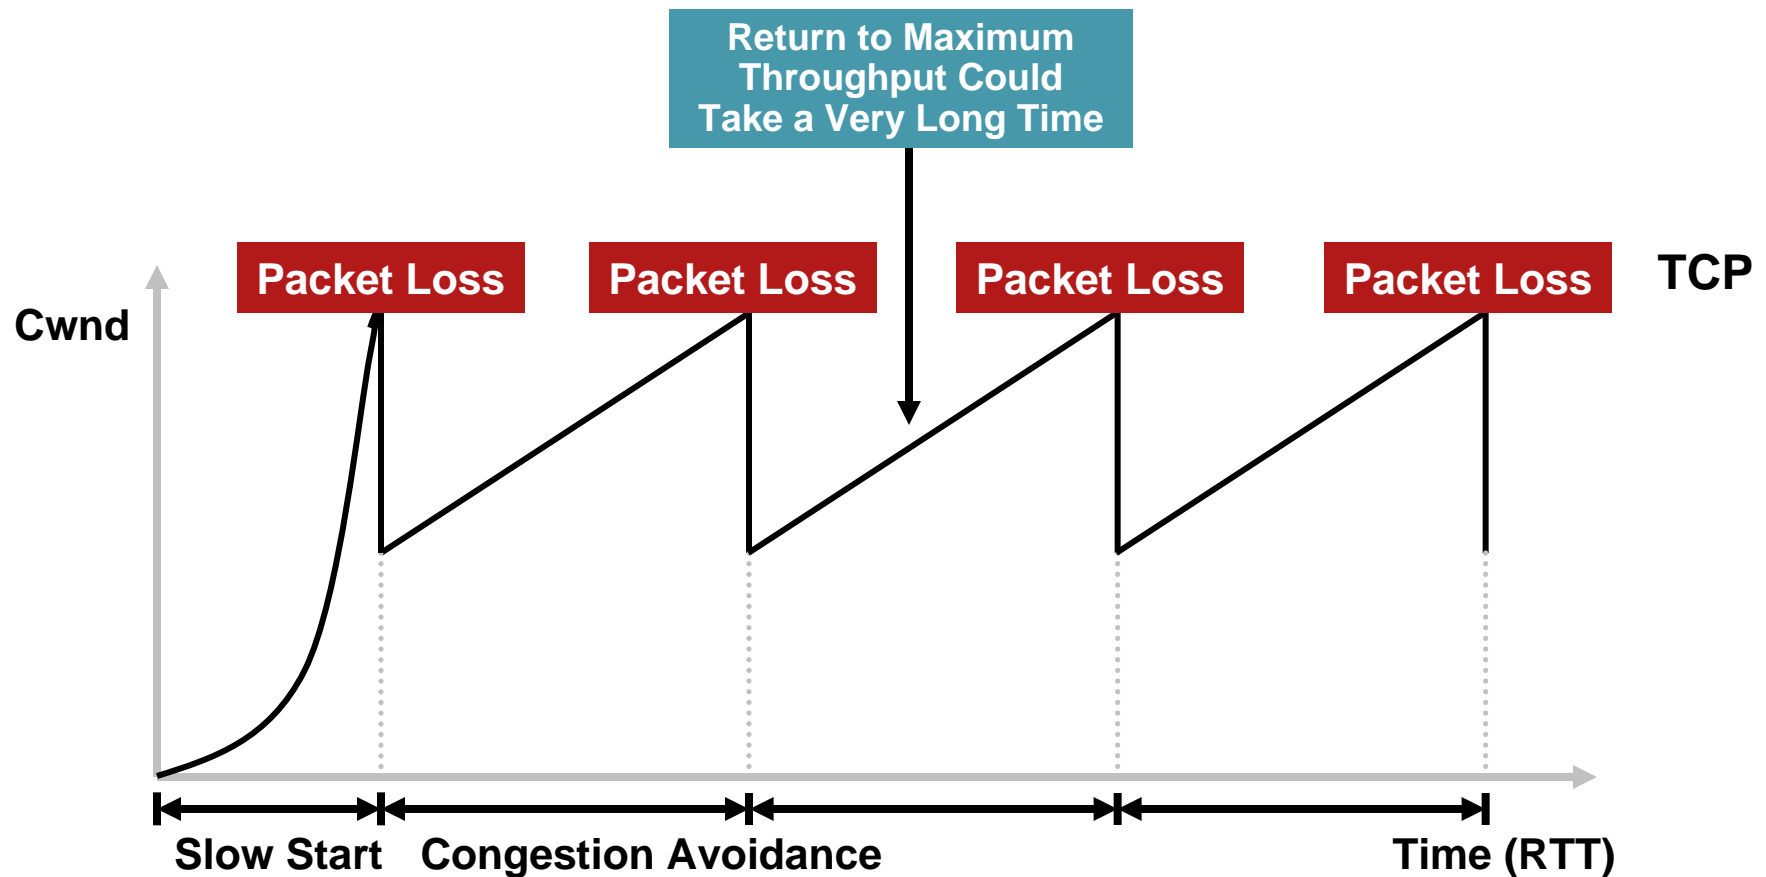 Return to Maximum
Throughput Could
Take a Very Long Time
Packet Loss
Packet Loss
Packet Loss
Packet Loss
TCP
Cwnd
Slow Start
Congestion Avoidance
Time (RTT)